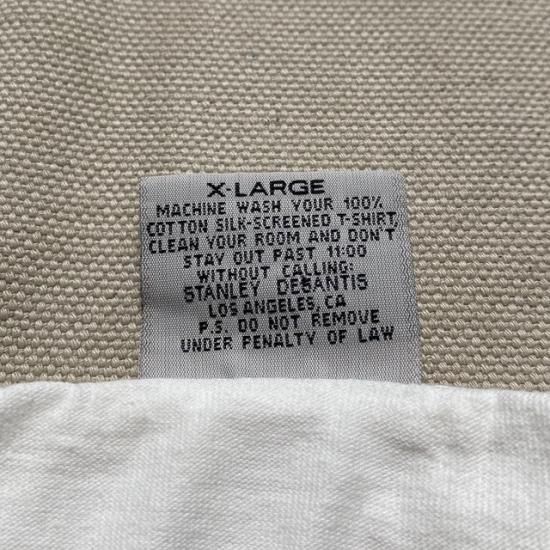 X-LARGE
MACHINE WASH YOUR 100%
COTTON SILK-SCREENED T-SHIRT,
CLEAN YOUR ROOM AND DON'T
STAY OUT PAST 11:00
WITHOUT CALLING:
STANLEY DESANTIS
LOS ANGELES, CA
P.S. DO NOT REMOVE
UNDER PENALTY OF LAW